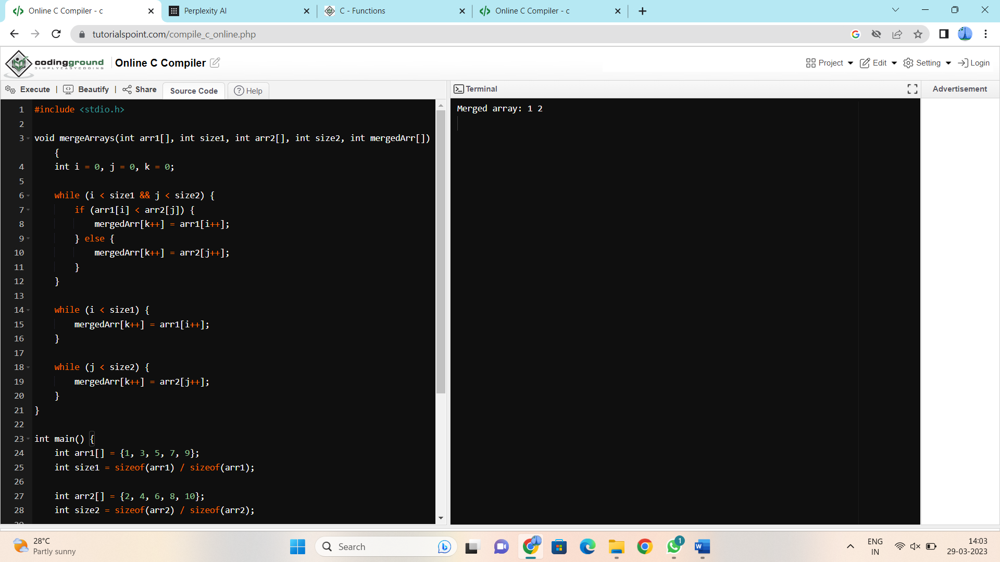 Online C Compiler - c
Perplexity AI
C - Functions
Online C Compiler - c
tutorialspoint.com/compile_c_online.php
codingground
SIMPLYEASYCODING
Online C Compiler
Project
Edit
Setting
Login
Execute | Beautify | Share
Source Code
Help
Terminal
Advertisement
1 #include <stdio.h>
2
3 void mergeArrays(int arr1[], int size1, int arr2[], int size2, int mergedArr[])
{
4 int i = 0, j = 0, k = 0;
5
6 while (i < size1 && j < size2) {
7 if (arr1[i] < arr2[j]) {
8 mergedArr[k++] = arr1[i++];
9 } else {
10 mergedArr[k++] = arr2[j++];
11 }
12 }
13
14 while (i < size1) {
15 mergedArr[k++] = arr1[i++];
16 }
17
18 while (j < size2) {
19 mergedArr[k++] = arr2[j++];
20 }
21 }
22
23 int main() {
24 int arr1[] = {1, 3, 5, 7, 9};
25 int size1 = sizeof(arr1) / sizeof(arr1);
26
27 int arr2[] = {2, 4, 6, 8, 10};
28 int size2 = sizeof(arr2) / sizeof(arr2);
Merged array: 1 2
28°C
Partly sunny
Search
1
W
ENG
IN
14:03
29-03-2023